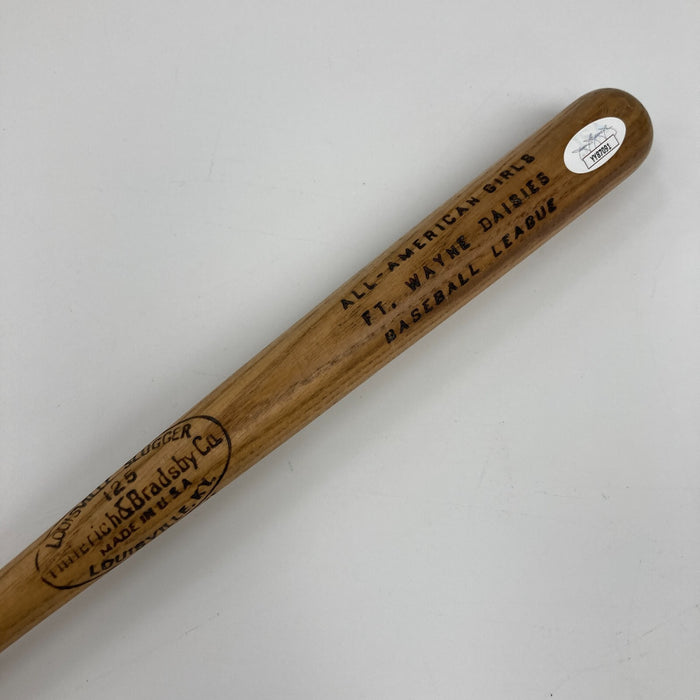 ALL-AMERICAN GIRLS
FT. WAYNE DAISIES
BASEBALL LEAGUE
LOUISVILLE SLUGGER
125
Hillerich & Bradsby Co.
MADE IN U.S.A
LOUISVILLE, KY.